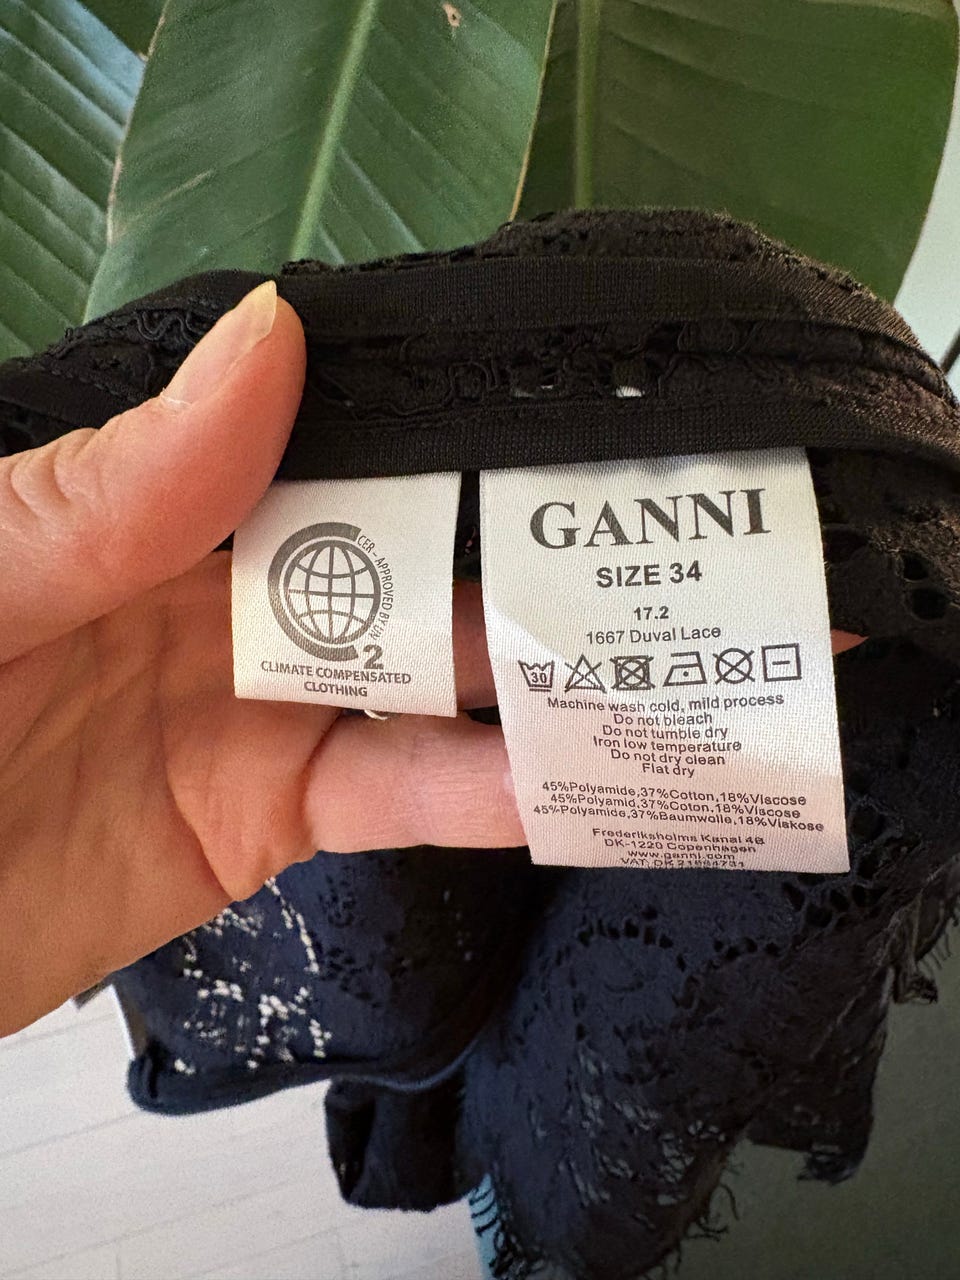 CER - APPROVED BY UN
2
CLIMATE COMPENSATED
CLOTHING
GANNI
SIZE 34
17.2
1667 Duval Lace
30
Machine wash cold, mild process
Do not bleach
Do not tumble dry
Iron low temperature
Do not dry clean
Flat dry
45%Polyamide,37%Cotton,18%Viscose
45%Polyamid,37%Coton,18%Viscose
45%Polyamide,37%Baumwolle,18%Viskose
Frederiksholms Kanal 4B
DK-1220 Copenhagen
www.ganni.com
VAT: DK